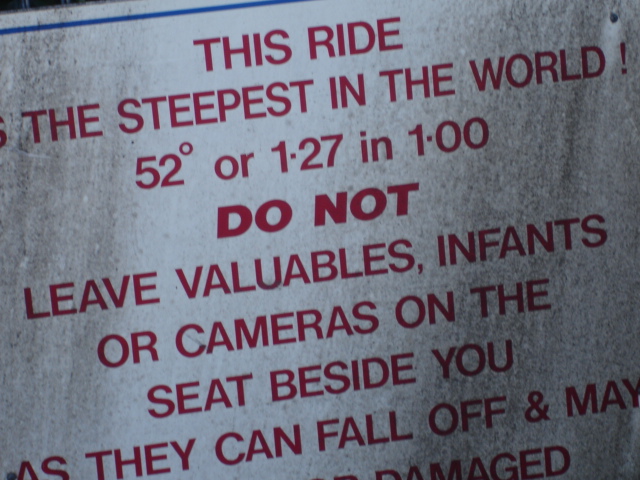 THIS RIDE
S THE STEEPEST IN THE WORLD !
52° or 1·27 in 1·00
DO NOT
LEAVE VALUABLES, INFANTS
OR CAMERAS ON THE
SEAT BESIDE YOU
AS THEY CAN FALL OFF & MAY
OR DAMAGED